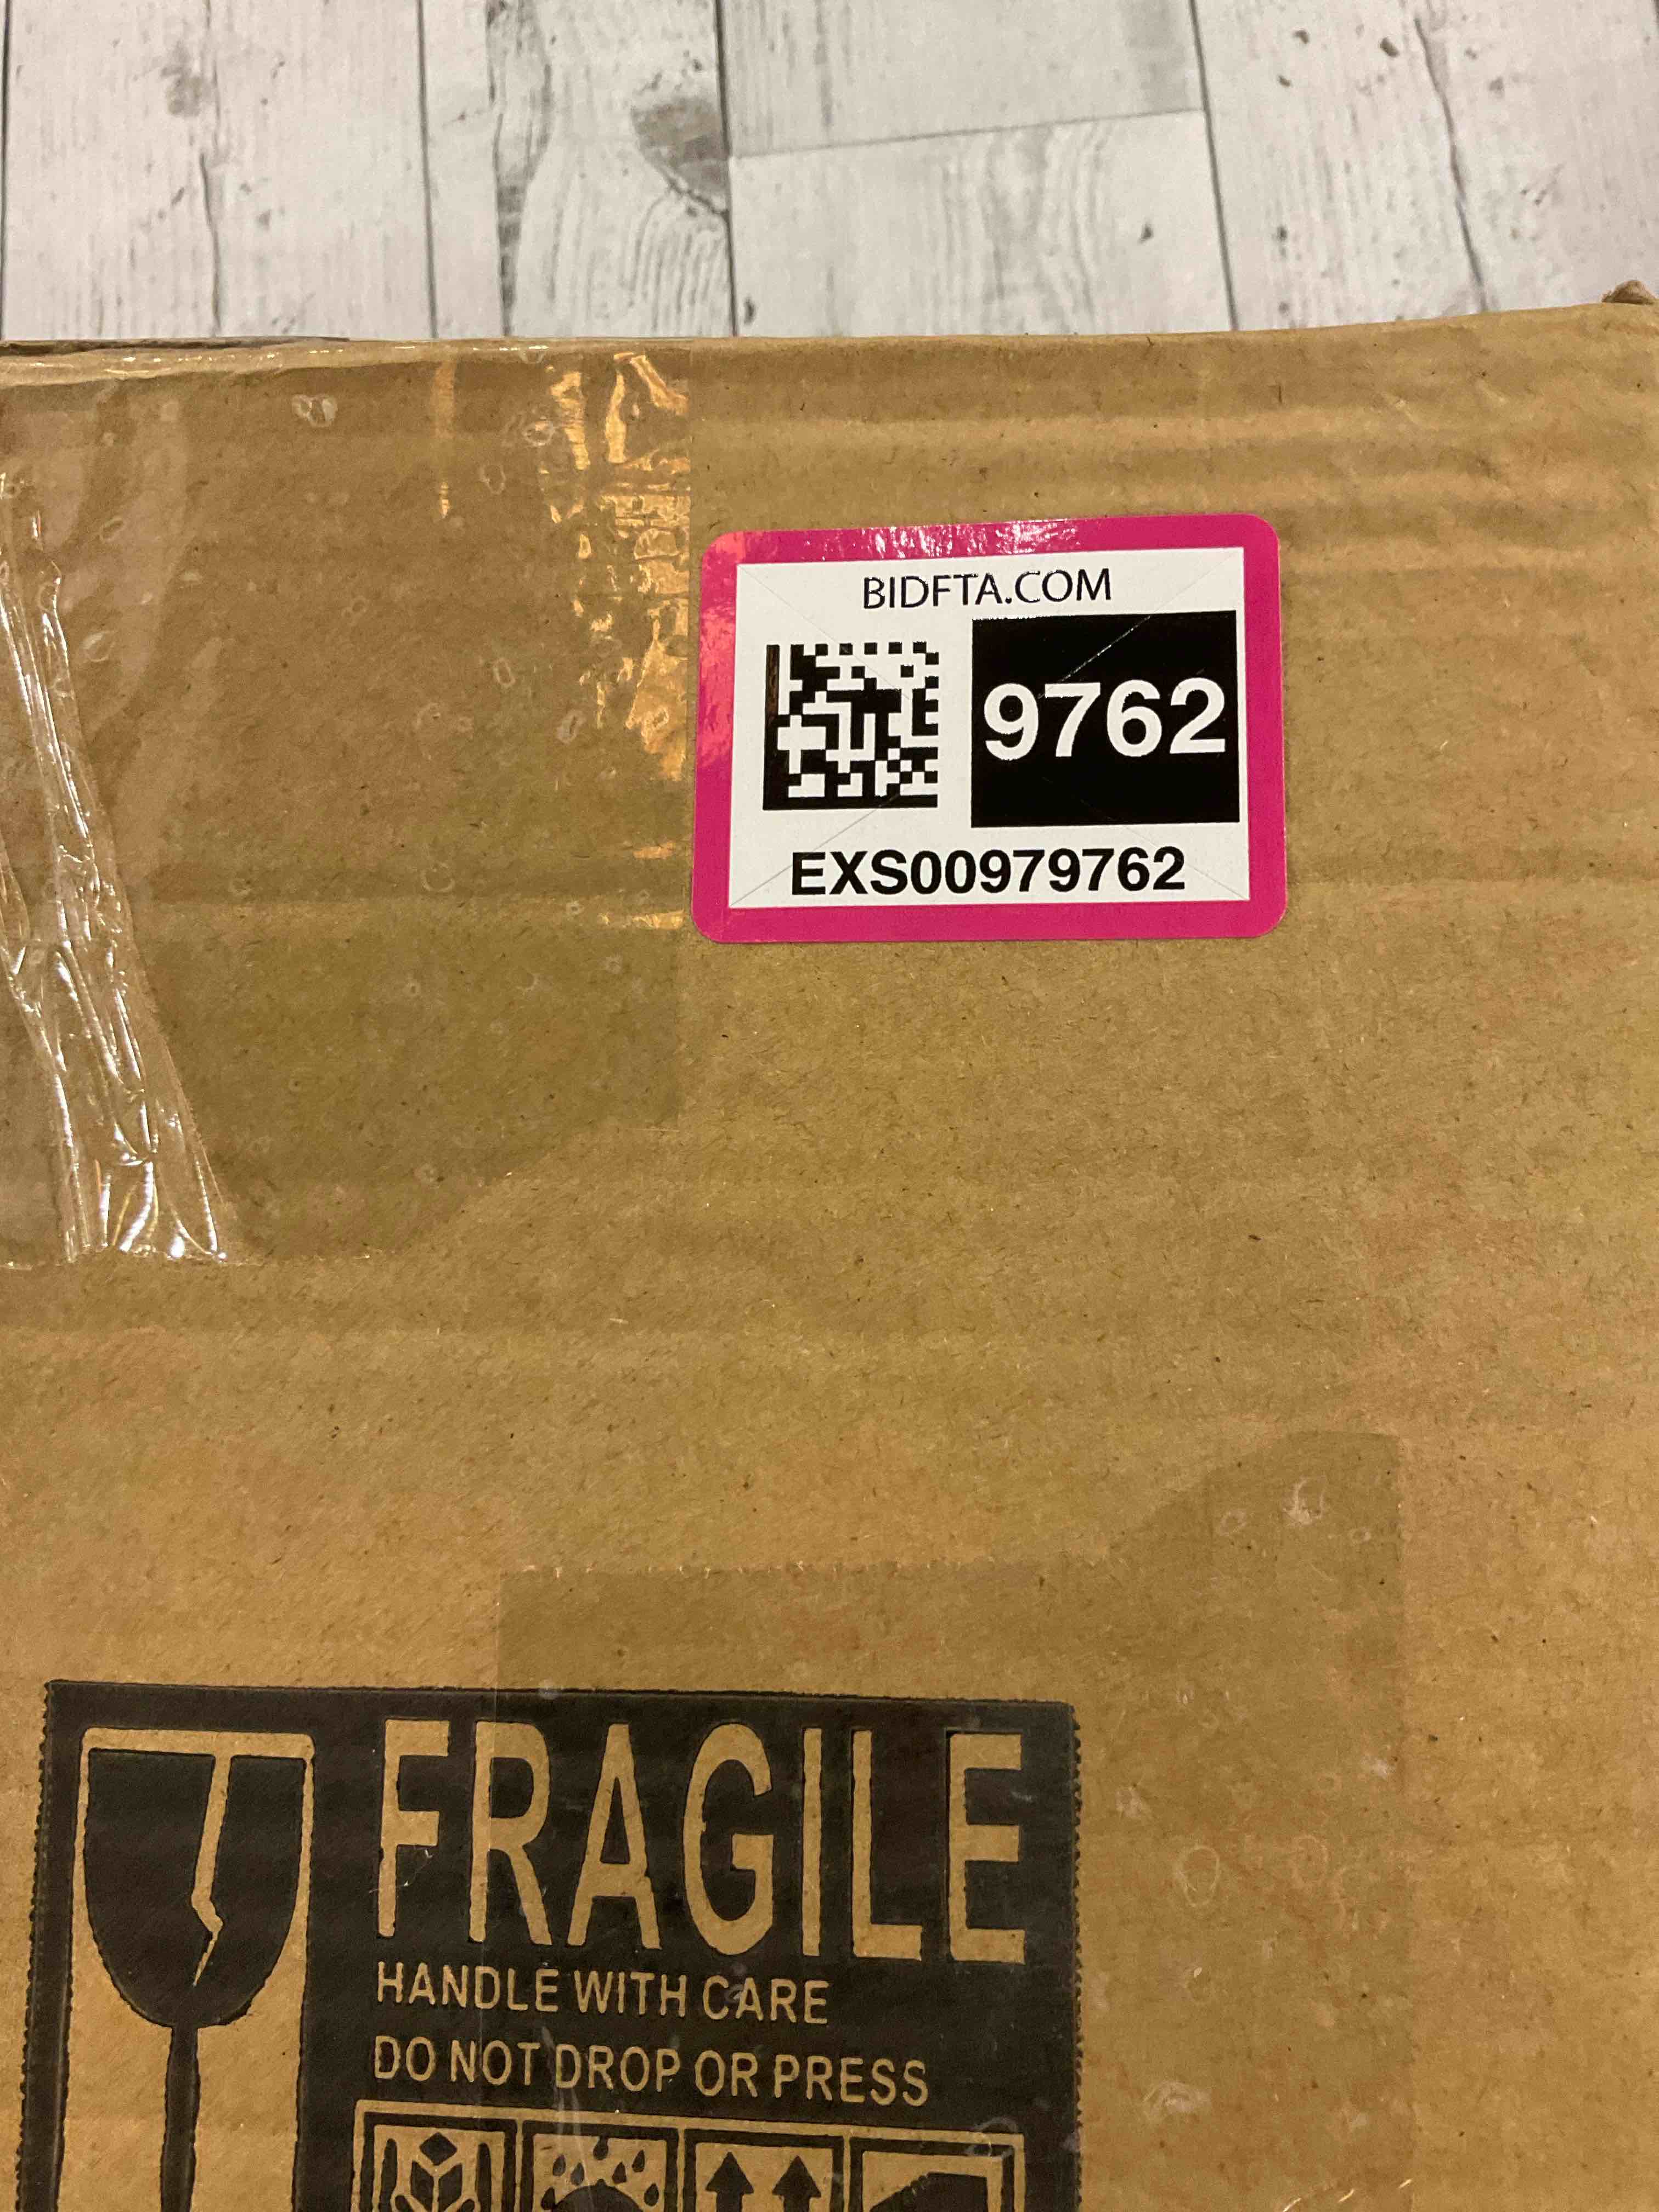 BIDFTA.COM
9762
EXS00979762
FRAGILE
HANDLE WITH CARE
DO NOT DROP OR PRESS